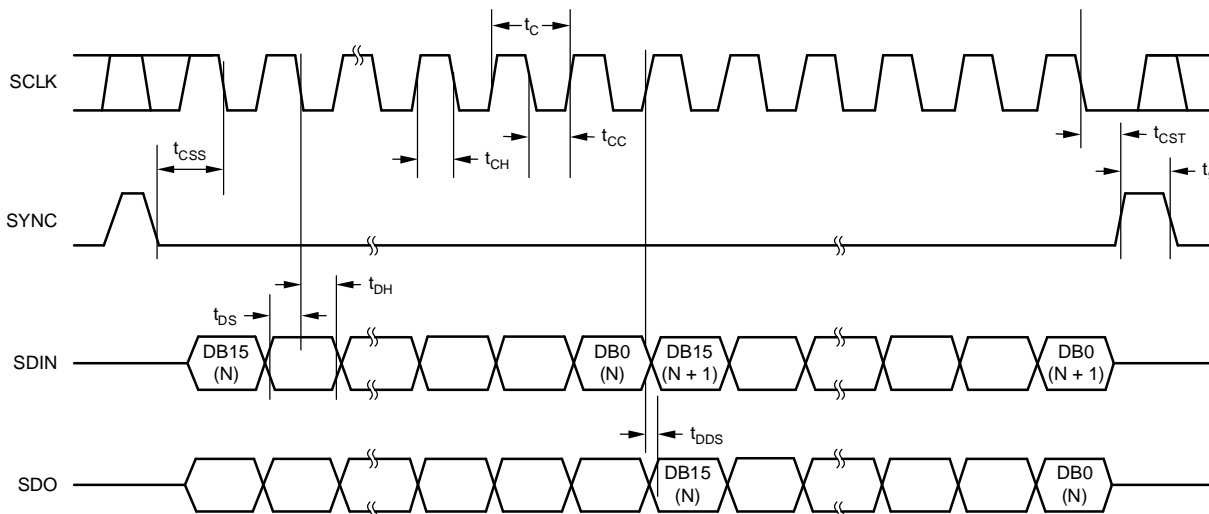 t_C
SCLK
t_CSS
t_CH
t_CC
t_CST
SYNC
t_DS
t_DH
SDIN
DB15
(N)
DB0
(N)
DB15
(N + 1)
DB0
(N + 1)
t_DDS
SDO
DB15
(N)
DB0
(N)